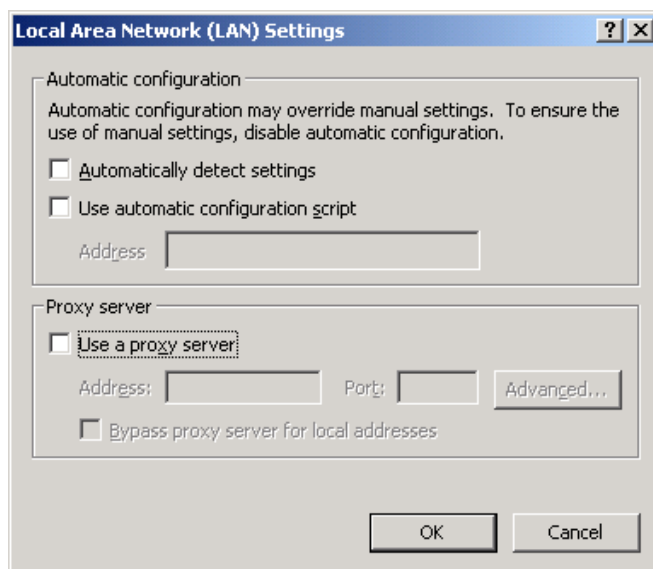 Local Area Network (LAN) Settings
Automatic configuration
Automatic configuration may override manual settings. To ensure the
use of manual settings, disable automatic configuration.
Automatically detect settings
Use automatic configuration script
Address
Proxy server
Use a proxy server
Address: Port: Advanced...
Bypass proxy server for local addresses
OK Cancel